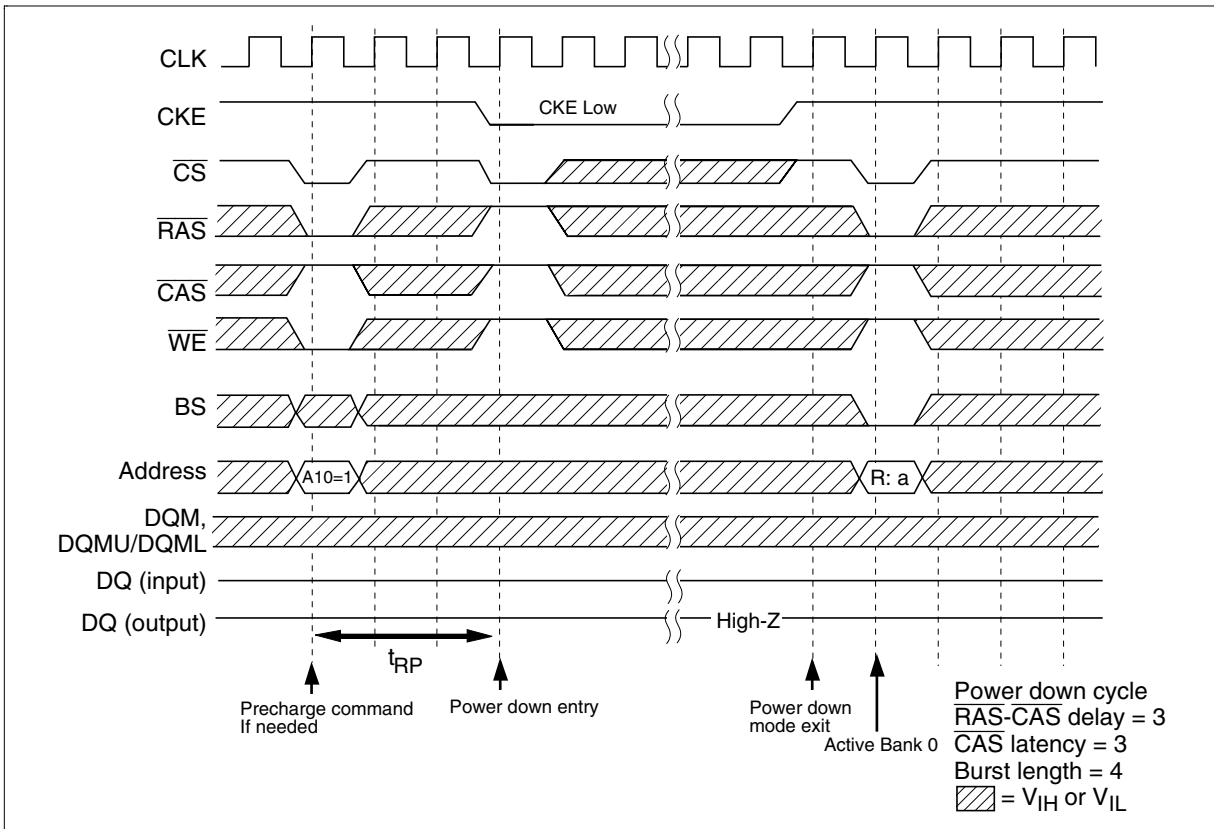 CLK
CKE
CKE Low
CS
RAS
CAS
WE
BS
Address
A10=1
R: a
DQM,
DQMU/DQML
DQ (input)
DQ (output)
High-Z
tRP
Precharge command
If needed
Power down entry
Power down
mode exit
Active Bank 0
Power down cycle
RAS-CAS delay = 3
CAS latency = 3
Burst length = 4
= VIH or VIL